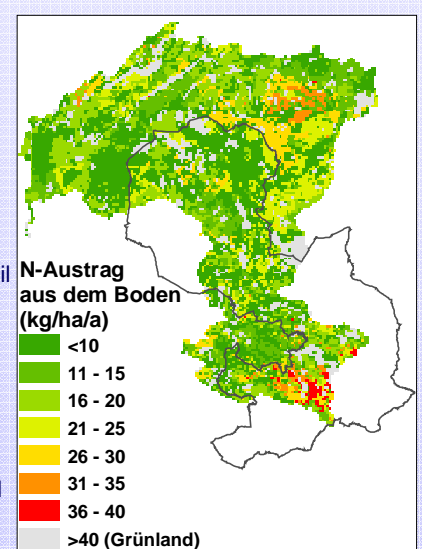 il
N-Austrag
aus dem Boden
(kg/ha/a)
<10
11 - 15
16 - 20
21 - 25
26 - 30
31 - 35
36 - 40
>40 (Grünland)